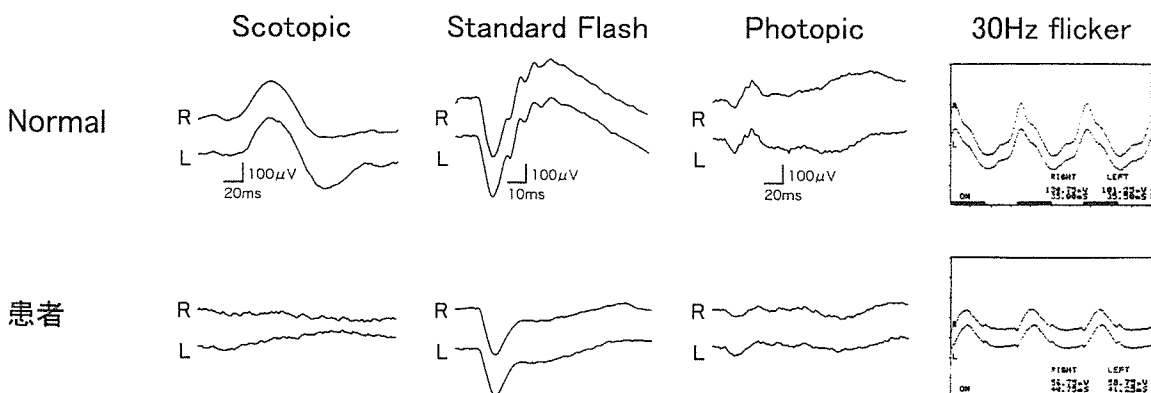 Scotopic Standard Flash Photopic 30Hz flicker
Normal
R
L
100μV
20ms
R
L
100μV
10ms
R
L
100μV
20ms
R
L
RIGHT LEFT
ON
患者
R
L
R
L
R
L
R
L
RIGHT LEFT
ON